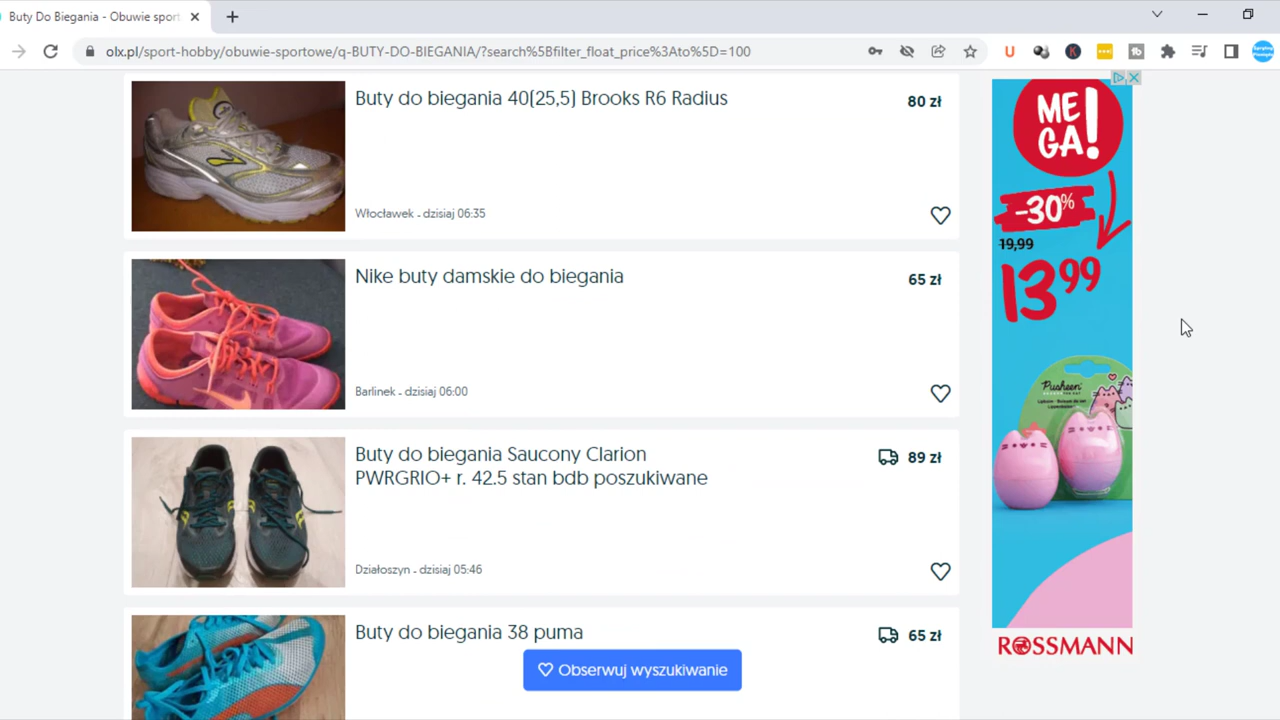 Buty Do Biegania - Obuwie sport
olx.pl/sport-hobby/obuwie-sportowe/q-BUTY-DO-BIEGANIA/?search%5Bfilter_float_price%3Ato%5D=100
Buty do biegania 40(25,5) Brooks R6 Radius
80 zł
Włocławek - dzisiaj 06:35
Nike buty damskie do biegania
65 zł
Barlinek - dzisiaj 06:00
Buty do biegania Saucony Clarion
PWRGRIO+ r. 42.5 stan bdb poszukiwane
89 zł
Działoszyn - dzisiaj 05:46
Buty do biegania 38 puma
65 zł
Obserwuj wyszukiwanie
ME
GA!
-30%
19,99
13 99
Pusheen
ROSSMANN